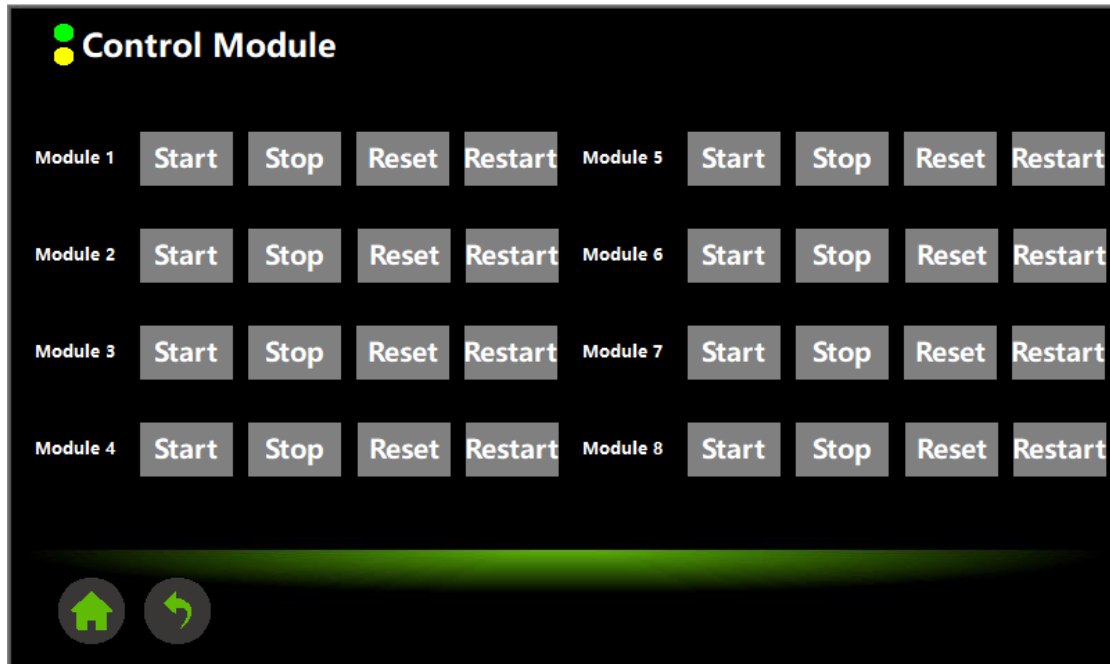 Control Module
Module 1 Start Stop Reset Restart Module 5 Start Stop Reset Restart
Module 2 Start Stop Reset Restart Module 6 Start Stop Reset Restart
Module 3 Start Stop Reset Restart Module 7 Start Stop Reset Restart
Module 4 Start Stop Reset Restart Module 8 Start Stop Reset Restart